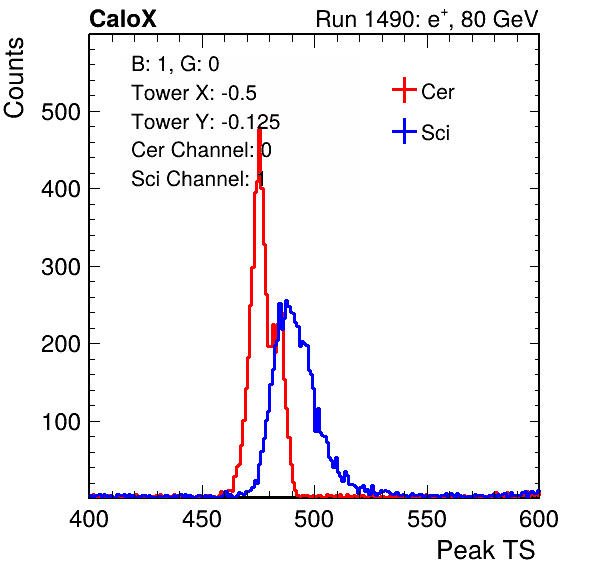 CaloX Run 1490: e⁺, 80 GeV
Counts
B: 1, G: 0
Tower X: -0.5
Tower Y: -0.125
Cer Channel: 0
Sci Channel: 1
Cer
Sci
500
400
300
200
100
400 450 500 550 600
Peak TS